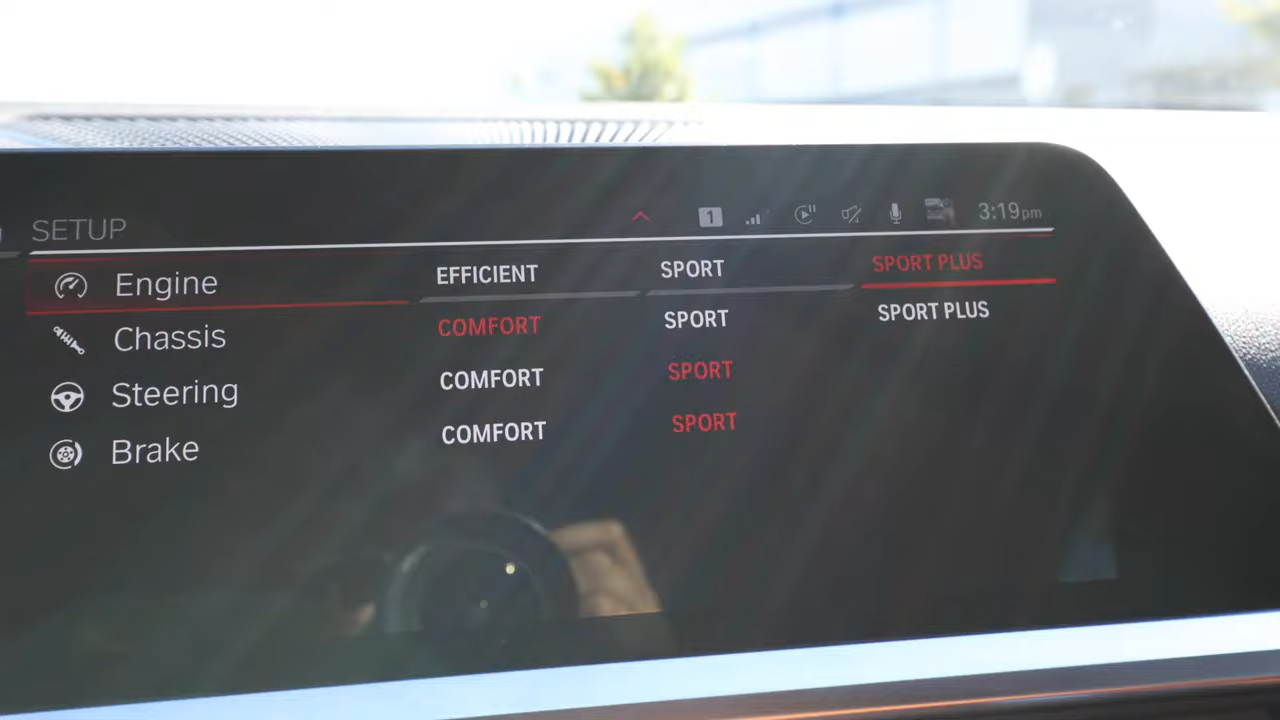 SETUP 1 3:19pm
Engine EFFICIENT SPORT SPORT PLUS
Chassis COMFORT SPORT SPORT PLUS
Steering COMFORT SPORT
Brake COMFORT SPORT